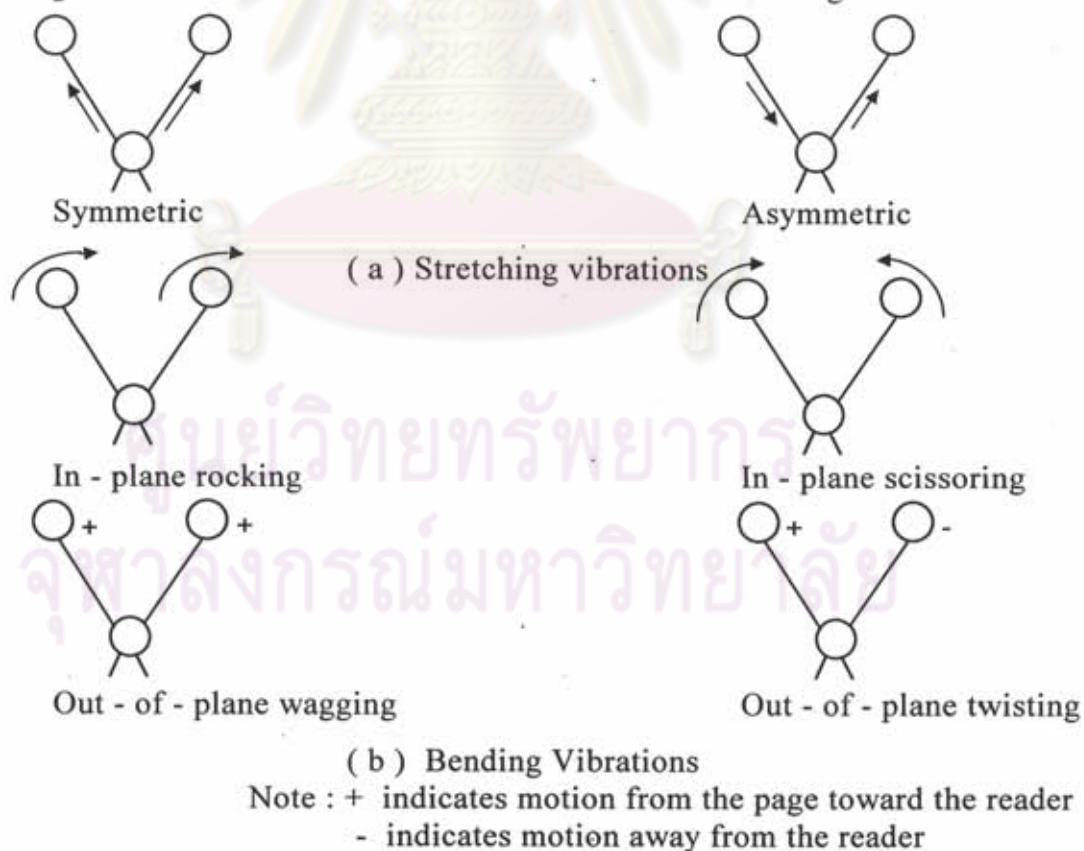 Symmetric
Asymmetric
( a ) Stretching vibrations
In - plane rocking
In - plane scissoring
+ +
+ -
Out - of - plane wagging
Out - of - plane twisting
( b ) Bending Vibrations
Note : + indicates motion from the page toward the reader
- indicates motion away from the reader
ศูนย์วิทยทรัพยากร
จุฬาลงกรณ์มหาวิทยาลัย